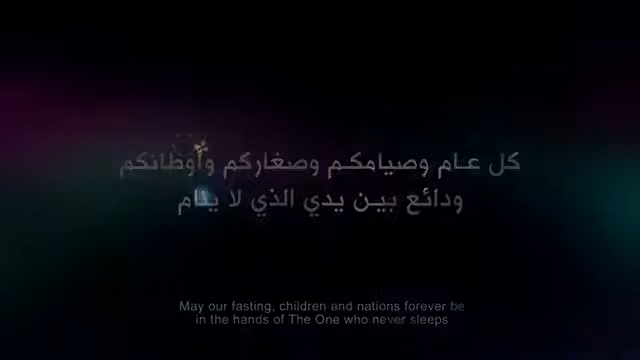 كل عام وصيامكم وصغاركم وأوطانكم
ودائع بين يدي الذي لا ينام
May our fasting, children and nations forever be
in the hands of The One who never sleeps